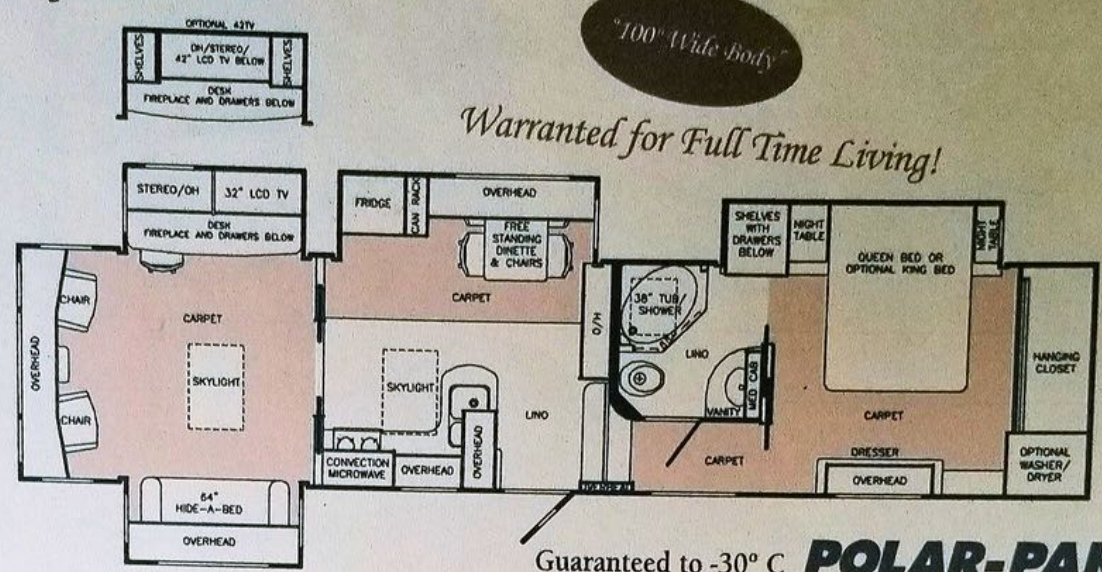 OPTIONAL 42TV
SHELVES
DH/STEREO/
42" LCD TV BELOW
SHELVES
DESK
FIREPLACE AND DRAWERS BELOW
"100" Wide Body"
Warranted for Full Time Living!
STEREO/OH
32" LCD TV
DESK
FIREPLACE AND DRAWERS BELOW
FRIDGE
CAN RACK
OVERHEAD
FREE
STANDING
DINETTE
& CHAIRS
CARPET
SHELVES
WITH
DRAWERS
BELOW
NIGHT
TABLE
QUEEN BED OR
OPTIONAL KING BED
NIGHT
TABLE
OVERHEAD
CHAIR
CARPET
SKYLIGHT
CHAIR
SKYLIGHT
O/H
38" TUB/
SHOWER
LINO
MED CAB
VANITY
HANGING
CLOSET
CARPET
LINO
CONVECTION
MICROWAVE
OVERHEAD
OVERHEAD
OVERHEAD
CARPET
DRESSER
OVERHEAD
OPTIONAL
WASHER/
DRYER
64"
HIDE-A-BED
OVERHEAD
Guaranteed to -30° C